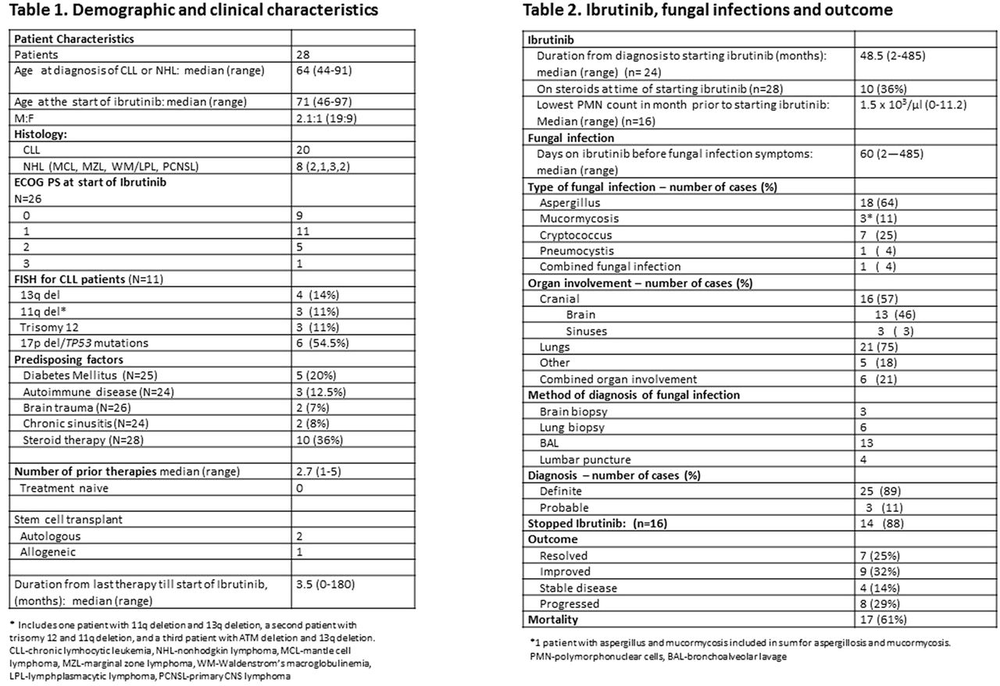 Table 1. Demographic and clinical characteristics
Patient Characteristics
Patients 28
Age at diagnosis of CLL or NHL: median (range) 64 (44-91)
Age at the start of ibrutinib: median (range) 71 (46-97)
M:F 2.1:1 (19:9)
Histology:
CLL 20
NHL (MCL, MZL, WM/LPL, PCNSL) 8 (2,1,3,2)
ECOG PS at start of Ibrutinib
N=26
0 9
1 11
2 5
3 1
FISH for CLL patients (N=11)
13q del 4 (14%)
11q del* 3 (11%)
Trisomy 12 3 (11%)
17p del/TP53 mutations 6 (54.5%)
Predisposing factors
Diabetes Mellitus (N=25) 5 (20%)
Autoimmune disease (N=24) 3 (12.5%)
Brain trauma (N=26) 2 (7%)
Chronic sinusitis (N=24) 2 (8%)
Steroid therapy (N=28) 10 (36%)
Number of prior therapies median (range) 2.7 (1-5)
Treatment naive 0
Stem cell transplant
Autologous 2
Allogeneic 1
Duration from last therapy till start of Ibrutinib, 3.5 (0-180)
(months): median (range)
* Includes one patient with 11q deletion and 13q deletion, a second patient with
trisomy 12 and 11q deletion, and a third patient with ATM deletion and 13q deletion.
CLL-chronic lymhocytic leukemia, NHL-nonhodgkin lymphoma, MCL-mantle cell
lymphoma, MZL-marginal zone lymphoma, WM-Waldenstrom's macroglobulinemia,
LPL-lymphplasmacytic lymphoma, PCNSL-primary CNS lymphoma
Table 2. Ibrutinib, fungal infections and outcome
Ibrutinib
Duration from diagnosis to starting ibrutinib (months): 48.5 (2-485)
median (range) (n= 24)
On steroids at time of starting ibrutinib (n=28) 10 (36%)
Lowest PMN count in month prior to starting ibrutinib: 1.5 x 10³/µl (0-11.2)
Median (range) (n=16)
Fungal infection
Days on ibrutinib before fungal infection symptoms: 60 (2—485)
median (range)
Type of fungal infection – number of cases (%)
Aspergillus 18 (64)
Mucormycosis 3* (11)
Cryptococcus 7 (25)
Pneumocystis 1 ( 4)
Combined fungal infection 1 ( 4)
Organ involvement – number of cases (%)
Cranial 16 (57)
Brain 13 (46)
Sinuses 3 ( 3)
Lungs 21 (75)
Other 5 (18)
Combined organ involvement 6 (21)
Method of diagnosis of fungal infection
Brain biopsy 3
Lung biopsy 6
BAL 13
Lumbar puncture 4
Diagnosis – number of cases (%)
Definite 25 (89)
Probable 3 (11)
Stopped Ibrutinib: (n=16) 14 (88)
Outcome
Resolved 7 (25%)
Improved 9 (32%)
Stable disease 4 (14%)
Progressed 8 (29%)
Mortality 17 (61%)
*1 patient with aspergillus and mucormycosis included in sum for aspergillosis and mucormycosis.
PMN-polymorphonuclear cells, BAL-bronchoalveolar lavage